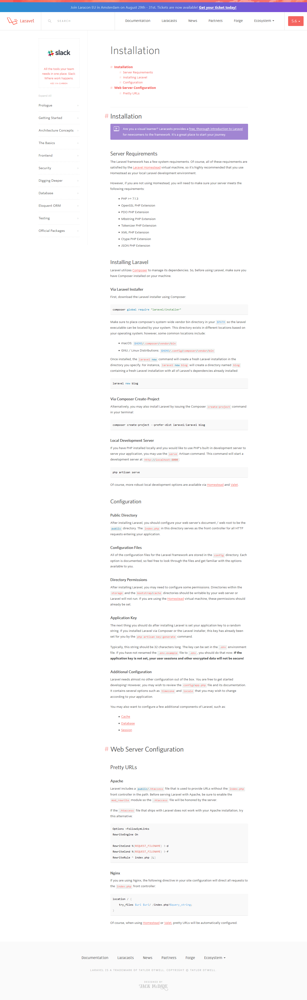 Join Laracon EU in Amsterdam on August 29th - 31st. Tickets are now available! Get your ticket today!
Laravel
SEARCH
Documentation
Laracasts
News
Partners
Forge
Ecosystem
5.6
slack
All the tools your team
needs in one place. Slack:
Where work happens.
ADS VIA CARBON
Expand All
Prologue
Getting Started
Architecture Concepts
The Basics
Frontend
Security
Digging Deeper
Database
Eloquent ORM
Testing
Official Packages
Installation
# Installation
# Server Requirements
# Installing Laravel
# Configuration
# Web Server Configuration
# Pretty URLs
# Installation
Are you a visual learner? Laracasts provides a free, thorough introduction to Laravel
for newcomers to the framework. It's a great place to start your journey.
Server Requirements
The Laravel framework has a few system requirements. Of course, all of these requirements are
satisfied by the Laravel Homestead virtual machine, so it's highly recommended that you use
Homestead as your local Laravel development environment.
However, if you are not using Homestead, you will need to make sure your server meets the
following requirements:
• PHP >= 7.1.3
• OpenSSL PHP Extension
• PDO PHP Extension
• Mbstring PHP Extension
• Tokenizer PHP Extension
• XML PHP Extension
• Ctype PHP Extension
• JSON PHP Extension
Installing Laravel
Laravel utilizes Composer to manage its dependencies. So, before using Laravel, make sure you
have Composer installed on your machine.
Via Laravel Installer
First, download the Laravel installer using Composer:
composer global require "laravel/installer"
Make sure to place composer's system-wide vendor bin directory in your $PATH so the laravel
executable can be located by your system. This directory exists in different locations based on
your operating system; however, some common locations include:
• macOS: $HOME/.composer/vendor/bin
• GNU / Linux Distributions: $HOME/.config/composer/vendor/bin
Once installed, the laravel new command will create a fresh Laravel installation in the
directory you specify. For instance, laravel new blog will create a directory named blog
containing a fresh Laravel installation with all of Laravel's dependencies already installed:
laravel new blog
Via Composer Create-Project
Alternatively, you may also install Laravel by issuing the Composer create-project command
in your terminal:
composer create-project --prefer-dist laravel/laravel blog
Local Development Server
If you have PHP installed locally and you would like to use PHP's built-in development server to
serve your application, you may use the serve Artisan command. This command will start a
development server at http://localhost:8000 :
php artisan serve
Of course, more robust local development options are available via Homestead and Valet.
Configuration
Public Directory
After installing Laravel, you should configure your web server's document / web root to be the
public directory. The index.php in this directory serves as the front controller for all HTTP
requests entering your application.
Configuration Files
All of the configuration files for the Laravel framework are stored in the config directory. Each
option is documented, so feel free to look through the files and get familiar with the options
available to you.
Directory Permissions
After installing Laravel, you may need to configure some permissions. Directories within the
storage and the bootstrap/cache directories should be writable by your web server or
Laravel will not run. If you are using the Homestead virtual machine, these permissions should
already be set.
Application Key
The next thing you should do after installing Laravel is set your application key to a random
string. If you installed Laravel via Composer or the Laravel installer, this key has already been
set for you by the php artisan key:generate command.
Typically, this string should be 32 characters long. The key can be set in the .env environment
file. If you have not renamed the .env.example file to .env , you should do that now. If the
application key is not set, your user sessions and other encrypted data will not be secure!
Additional Configuration
Laravel needs almost no other configuration out of the box. You are free to get started
developing! However, you may wish to review the config/app.php file and its documentation.
It contains several options such as timezone and locale that you may wish to change
according to your application.
You may also want to configure a few additional components of Laravel, such as:
• Cache
• Database
• Session
# Web Server Configuration
Pretty URLs
Apache
Laravel includes a public/.htaccess file that is used to provide URLs without the index.php
front controller in the path. Before serving Laravel with Apache, be sure to enable the
mod_rewrite module so the .htaccess file will be honored by the server.
If the .htaccess file that ships with Laravel does not work with your Apache installation, try
this alternative:
Options +FollowSymLinks
RewriteEngine On
RewriteCond %{REQUEST_FILENAME} !-d
RewriteCond %{REQUEST_FILENAME} !-f
RewriteRule ^ index.php [L]
Nginx
If you are using Nginx, the following directive in your site configuration will direct all requests to
the index.php front controller:
location / {
try_files $uri $uri/ /index.php?$query_string;
}
Of course, when using Homestead or Valet, pretty URLs will be automatically configured.
Documentation
Laracasts
News
Partners
Forge
Ecosystem
LARAVEL IS A TRADEMARK OF TAYLOR OTWELL. COPYRIGHT © TAYLOR OTWELL.
DESIGNED BY
JACK McDADE